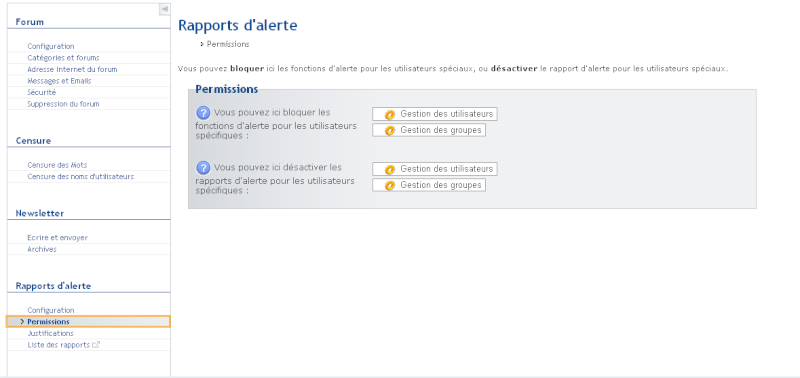 Forum
Configuration
Catégories et forums
Adresse Internet du forum
Messages et Emails
Sécurité
Suppression du forum
Censure
Censure des Mots
Censure des noms d'utilisateurs
Newsletter
Ecrire et envoyer
Archives
Rapports d'alerte
Configuration
Permissions
Justifications
Liste des rapports
Rapports d'alerte
Permissions
Vous pouvez bloquer ici les fonctions d'alerte pour les utilisateurs spéciaux, ou désactiver le rapport d'alerte pour les utilisateurs spéciaux.
Permissions
Vous pouvez ici bloquer les
fonctions d'alerte pour les utilisateurs
spécifiques :
Gestion des utilisateurs
Gestion des groupes
Vous pouvez ici désactiver les
rapports d'alerte pour les utilisateurs
spécifiques :
Gestion des utilisateurs
Gestion des groupes